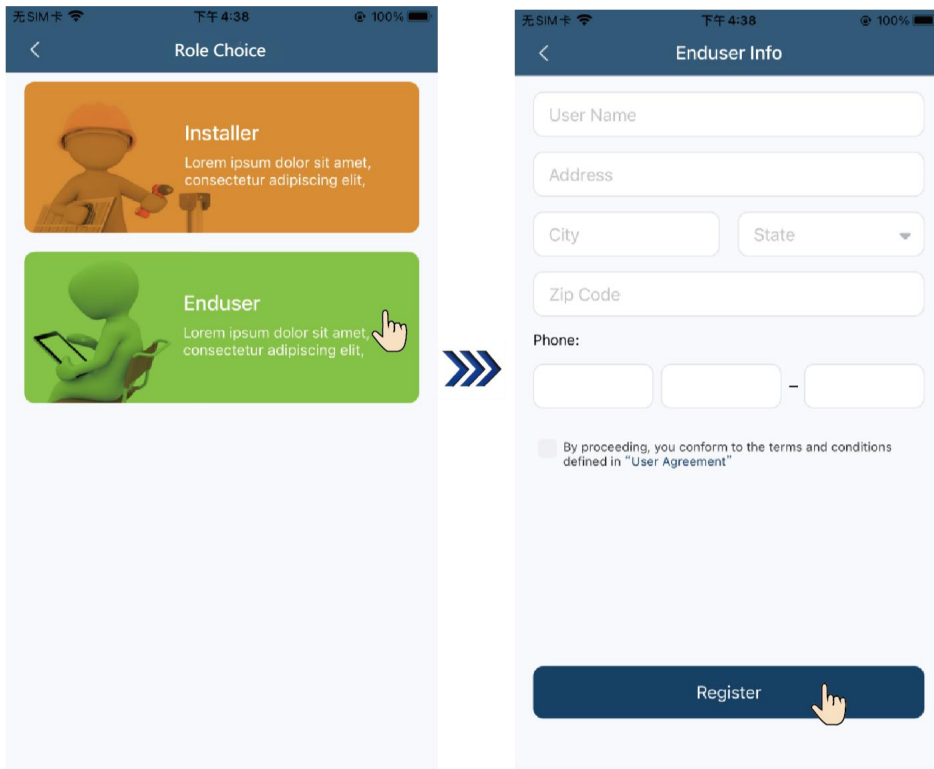 无SIM卡 下午4:38 100%
Role Choice
Installer
Lorem ipsum dolor sit amet,
consectetur adipiscing elit,
Enduser
Lorem ipsum dolor sit amet,
consectetur adipiscing elit,
无SIM卡 下午4:38 100%
Enduser Info
User Name
Address
City State
Zip Code
Phone:
–
By proceeding, you conform to the terms and conditions
defined in “User Agreement”
Register